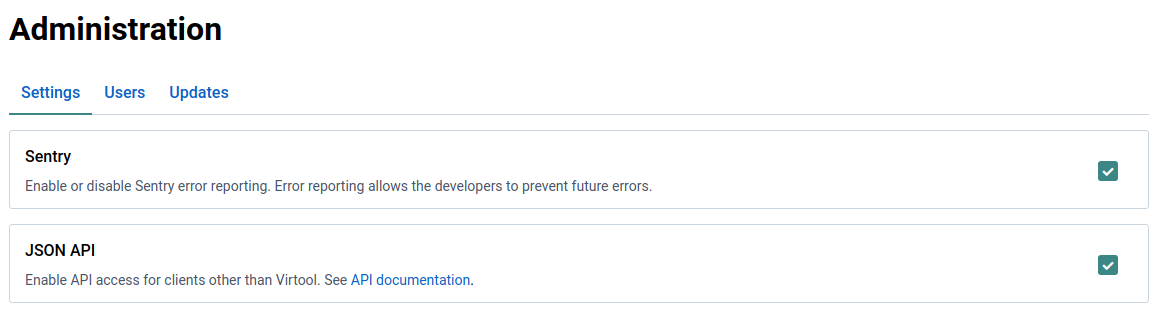 Administration
Settings Users Updates
Sentry
Enable or disable Sentry error reporting. Error reporting allows the developers to prevent future errors.
JSON API
Enable API access for clients other than Virtool. See API documentation.